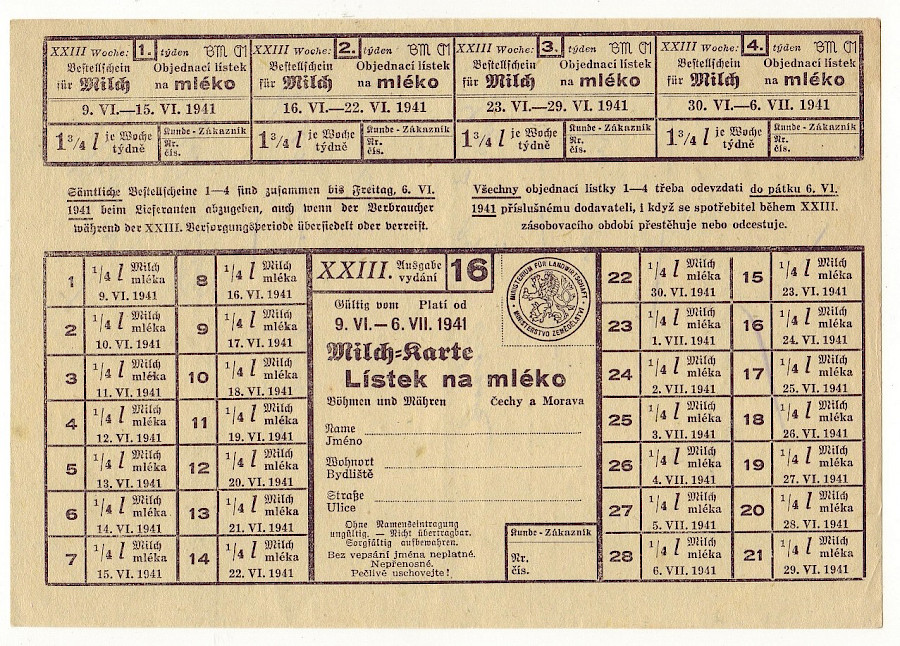 XXIII Woche: 1. týden BM ČM
Bestellschein Objednací lístek
für Milch na mléko
9. VI.—15. VI. 1941
1 3/4 l je Woche týdně
Kunde - Zákazník
Nr.
čís.
XXIII Woche: 2. týden BM ČM
Bestellschein Objednací lístek
für Milch na mléko
16. VI.—22. VI. 1941
1 3/4 l je Woche týdně
Kunde - Zákazník
Nr.
čís.
XXIII Woche: 3. týden BM ČM
Bestellschein Objednací lístek
für Milch na mléko
23. VI.—29. VI. 1941
1 3/4 l je Woche týdně
Kunde - Zákazník
Nr.
čís.
XXIII Woche: 4. týden BM ČM
Bestellschein Objednací lístek
für Milch na mléko
30. VI.—6. VII. 1941
1 3/4 l je Woche týdně
Kunde - Zákazník
Nr.
čís.
Sämtliche Bestellscheine 1—4 sind zusammen bis Freitag, 6. VI.
1941 beim Lieferanten abzugeben, auch wenn der Verbraucher
während der XXIII. Versorgungsperiode übersiedelt oder verreist.
Všechny objednací lístky 1—4 třeba odevzdati do pátku 6. VI.
1941 příslušnému dodavateli, i když se spotřebitel během XXIII.
zásobovacího období přestěhuje nebo odcestuje.
1 1/4 l Milch mléka 9. VI. 1941
2 1/4 l Milch mléka 10. VI. 1941
3 1/4 l Milch mléka 11. VI. 1941
4 1/4 l Milch mléka 12. VI. 1941
5 1/4 l Milch mléka 13. VI. 1941
6 1/4 l Milch mléka 14. VI. 1941
7 1/4 l Milch mléka 15. VI. 1941
8 1/4 l Milch mléka 16. VI. 1941
9 1/4 l Milch mléka 17. VI. 1941
10 1/4 l Milch mléka 18. VI. 1941
11 1/4 l Milch mléka 19. VI. 1941
12 1/4 l Milch mléka 20. VI. 1941
13 1/4 l Milch mléka 21. VI. 1941
14 1/4 l Milch mléka 22. VI. 1941
XXIII. Ausgabe vydání 16
MINISTERIUM FÜR LANDWIRTSCHAFT
MINISTERSTVO ZEMĚDĚLSTVÍ
Gültig vom Platí od
9. VI.— 6. VII. 1941
Milch-Karte
Lístek na mléko
Böhmen und Mähren Čechy a Morava
Name
Jméno
Wohnort
Bydliště
Straße
Ulice
Ohne Namenseintragung
ungültig. — Nicht übertragbar.
Sorgfältig aufbewahren.
Bez vepsání jména neplatné.
Nepřenosné.
Pečlivě uschovejte!
Kunde - Zákazník
Nr.
čís.
22 1/4 l Milch mléka 30. VI. 1941
23 1/4 l Milch mléka 1. VII. 1941
24 1/4 l Milch mléka 2. VII. 1941
25 1/4 l Milch mléka 3. VII. 1941
26 1/4 l Milch mléka 4. VII. 1941
27 1/4 l Milch mléka 5. VII. 1941
28 1/4 l Milch mléka 6. VII. 1941
15 1/4 l Milch mléka 23. VI. 1941
16 1/4 l Milch mléka 24. VI. 1941
17 1/4 l Milch mléka 25. VI. 1941
18 1/4 l Milch mléka 26. VI. 1941
19 1/4 l Milch mléka 27. VI. 1941
20 1/4 l Milch mléka 28. VI. 1941
21 1/4 l Milch mléka 29. VI. 1941